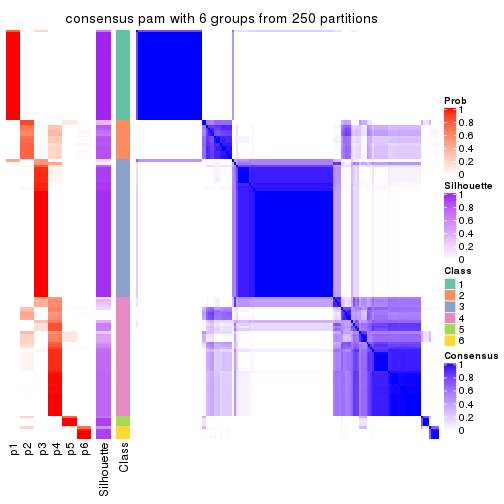 consensus pam with 6 groups from 250 partitions
Prob
1
0.8
0.6
0.4
0.2
0
Silhouette
1
0.8
0.6
0.4
0.2
0
Class
1
2
3
4
5
6
Consensus
1
0.8
0.6
0.4
0.2
0
p1
p2
p3
p4
p5
p6
Silhouette
Class